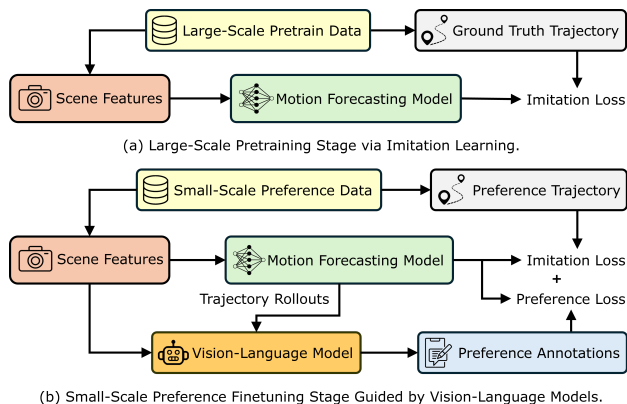 Large-Scale Pretrain Data
Ground Truth Trajectory
Scene Features
Motion Forecasting Model
Imitation Loss
(a) Large-Scale Pretraining Stage via Imitation Learning.
Small-Scale Preference Data
Preference Trajectory
Scene Features
Motion Forecasting Model
Imitation Loss
+
Trajectory Rollouts
Preference Loss
Vision-Language Model
Preference Annotations
(b) Small-Scale Preference Finetuning Stage Guided by Vision-Language Models.